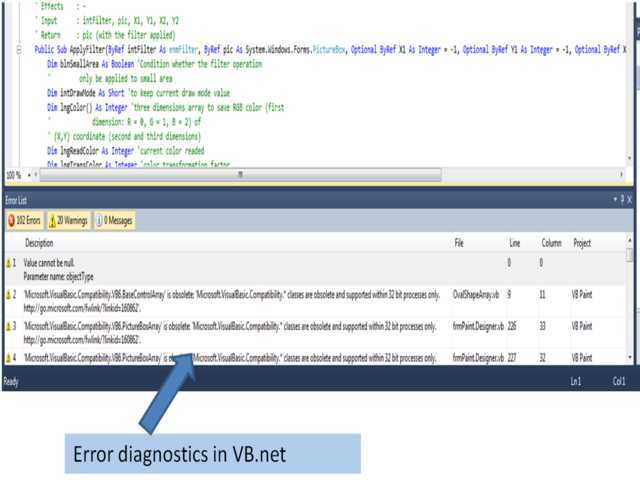 ' Effects : -
' Input : intFilter, pic, X1, Y1, X2, Y2
' Return : pic (with the filter applied)
Public Sub ApplyFilter(ByRef intFilter As enmFilter, ByRef pic As System.Windows.Forms.PictureBox, Optional ByRef X1 As Integer = -1, Optional ByRef Y1 As Integer = -1, Optional ByRef X
Dim blnSmallArea As Boolean 'Condition whether the filter operation
' only be applied to small area
Dim intDrawMode As Short 'to keep current draw mode value
Dim lngColor() As Integer 'three dimensions array to save RGB color (first
' dimension: R = 0, G = 1, B = 2) of
' (X,Y) coordinate (second and third dimensions)
Dim lngReadColor As Integer 'current color readed
Dim lngTransColor As Integer 'color transformation factor
100 %
Error List
102 Errors 20 Warnings 0 Messages
Description File Line Column Project
1 Value cannot be null. 0 0
Parameter name: objectType
2 'Microsoft.VisualBasic.Compatibility.VB6.BaseControlArray' is obsolete: 'Microsoft.VisualBasic.Compatibility.* classes are obsolete and supported within 32 bit processes only. OvalShapeArray.vb 9 11 VB Paint
http://go.microsoft.com/fwlink/?linkid=160862'.
3 'Microsoft.VisualBasic.Compatibility.VB6.PictureBoxArray' is obsolete: 'Microsoft.VisualBasic.Compatibility.* classes are obsolete and supported within 32 bit processes only. frmPaint.Designer.vb 226 33 VB Paint
http://go.microsoft.com/fwlink/?linkid=160862'.
4 'Microsoft.VisualBasic.Compatibility.VB6.PictureBoxArray' is 'Microsoft.VisualBasic.Compatibility.* classes are obsolete and supported within 32 bit processes only. frmPaint.Designer.vb 227 32 VB Paint
Ready Ln 1 Col 1
Error diagnostics in VB.net